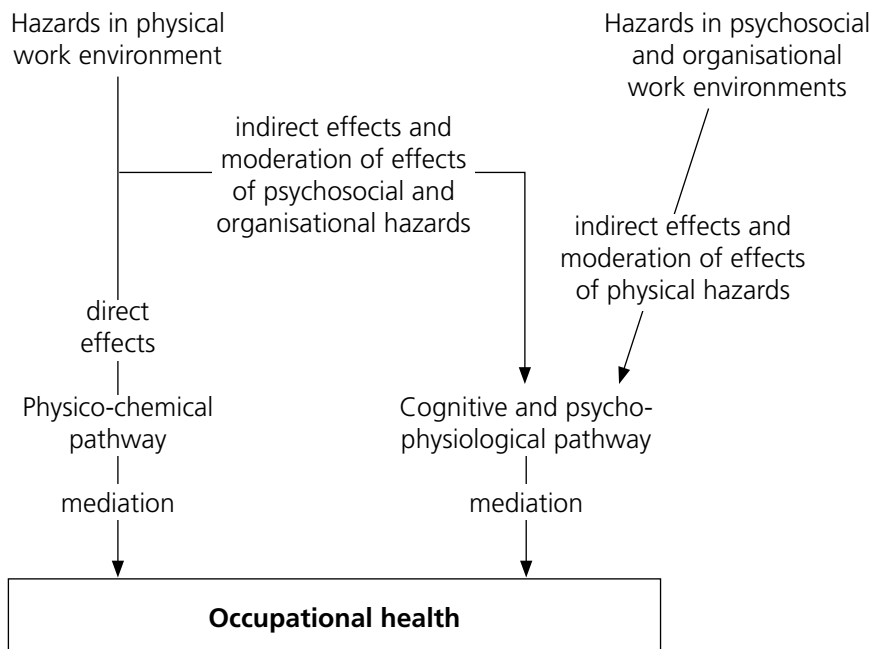 Hazards in physical
work environment
Hazards in psychosocial
and organisational
work environments
indirect effects and
moderation of effects
of psychosocial and
organisational hazards
indirect effects and
moderation of effects
of physical hazards
direct
effects
Physico-chemical
pathway
Cognitive and psycho-
physiological pathway
mediation
mediation
Occupational health